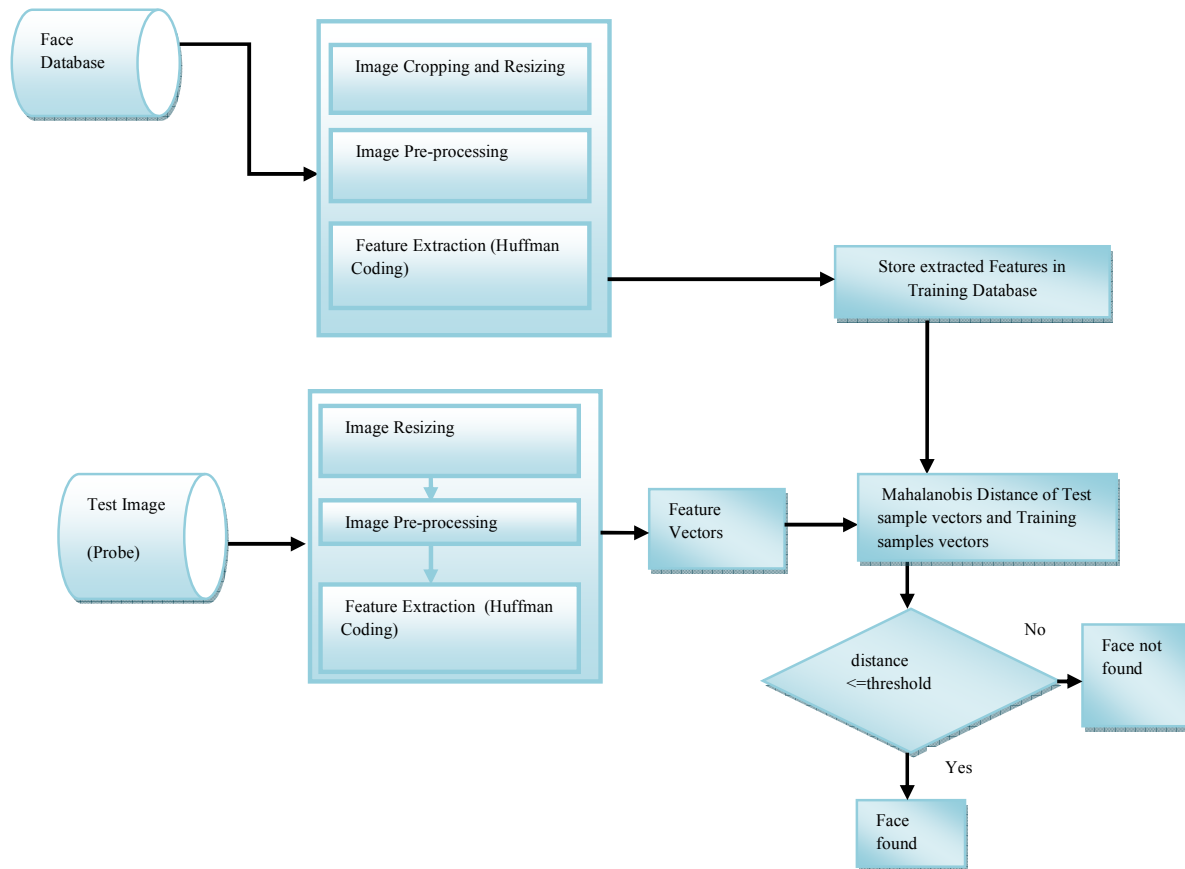 Face
Database
Image Cropping and Resizing
Image Pre-processing
Feature Extraction (Huffman
Coding)
Store extracted Features in
Training Database
Test Image
(Probe)
Image Resizing
Image Pre-processing
Feature Extraction (Huffman
Coding)
Feature
Vectors
Mahalanobis Distance of Test
sample vectors and Training
samples vectors
distance
<=threshold
No
Face not
found
Yes
Face
found